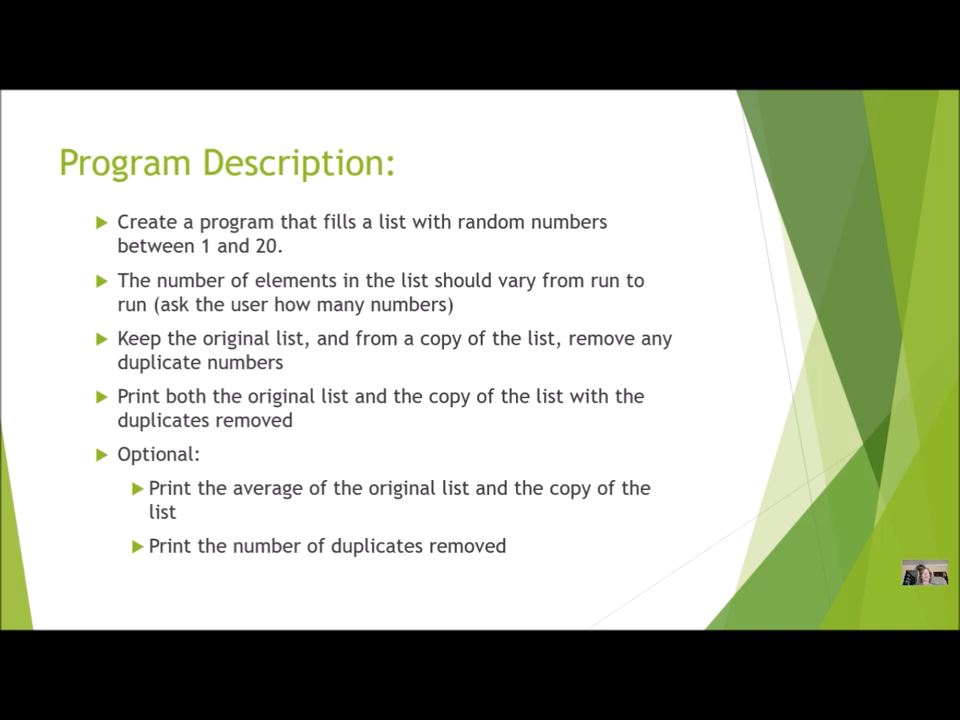 Program Description:
Create a program that fills a list with random numbers
between 1 and 20.
The number of elements in the list should vary from run to
run (ask the user how many numbers)
Keep the original list, and from a copy of the list, remove any
duplicate numbers
Print both the original list and the copy of the list with the
duplicates removed
Optional:
Print the average of the original list and the copy of the
list
Print the number of duplicates removed